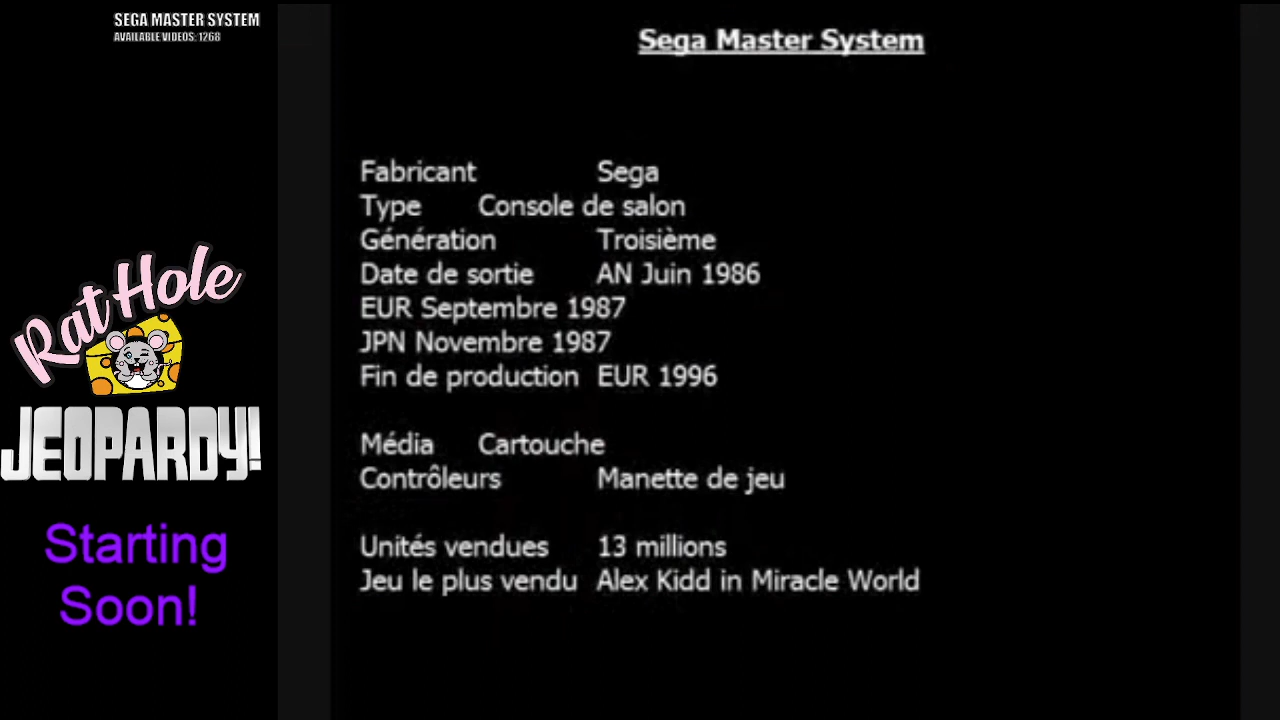 SEGA MASTER SYSTEM
AVAILABLE VIDEOS: 1268
Sega Master System
Fabricant Sega
Type Console de salon
Génération Troisième
Date de sortie AN Juin 1986
EUR Septembre 1987
JPN Novembre 1987
Fin de production EUR 1996
Média Cartouche
Contrôleurs Manette de jeu
Unités vendues 13 millions
Jeu le plus vendu Alex Kidd in Miracle World
Rat Hole
JEOPARDY!
Starting
Soon!